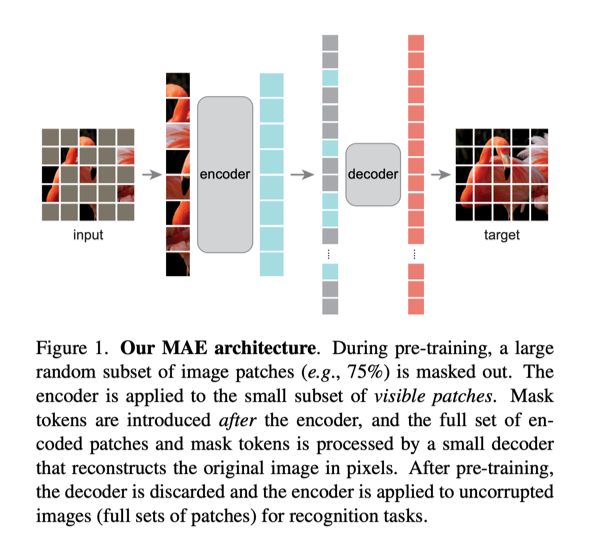 input
encoder
decoder
target
Figure 1. Our MAE architecture. During pre-training, a large
random subset of image patches (e.g., 75%) is masked out. The
encoder is applied to the small subset of visible patches. Mask
tokens are introduced after the encoder, and the full set of en-
coded patches and mask tokens is processed by a small decoder
that reconstructs the original image in pixels. After pre-training,
the decoder is discarded and the encoder is applied to uncorrupted
images (full sets of patches) for recognition tasks.